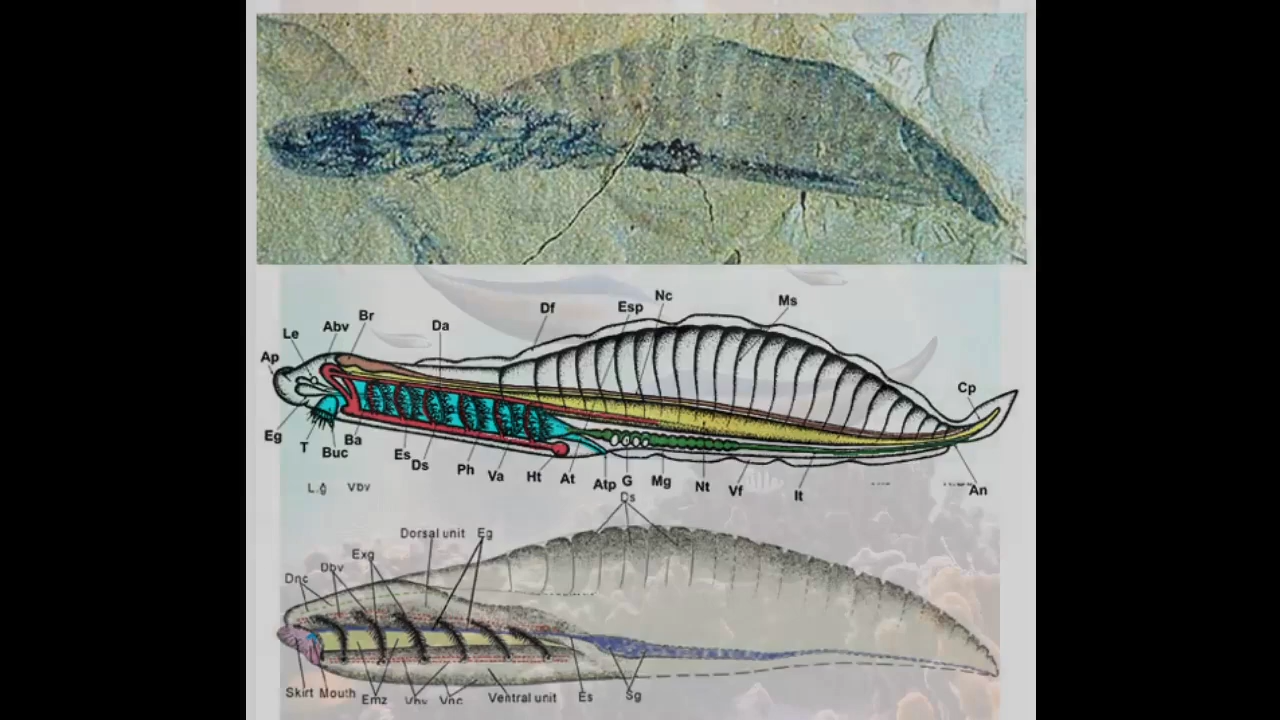 Nc
Ms
Df
Esp
Br
Da
Abv
Le
Ap
Cp
Eg
T
Buc
Ba
Es
Ds
Ph
Va
Ht
At
Atp
G
Mg
Nt
Vf
It
An
Ds
Dorsal unit
Eg
Exg
Dbv
Dnc
Skirt
Mouth
Emz
Vbv
Vnc
Ventral unit
Es
Sg